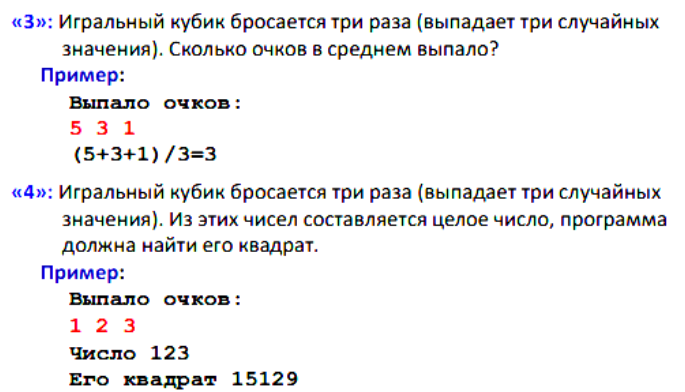 «3»: Игральный кубик бросается три раза (выпадает три случайных
значения). Сколько очков в среднем выпало?
Пример:
Выпало очков:
5 3 1
(5+3+1)/3=3
«4»: Игральный кубик бросается три раза (выпадает три случайных
значения). Из этих чисел составляется целое число, программа
должна найти его квадрат.
Пример:
Выпало очков:
1 2 3
Число 123
Его квадрат 15129